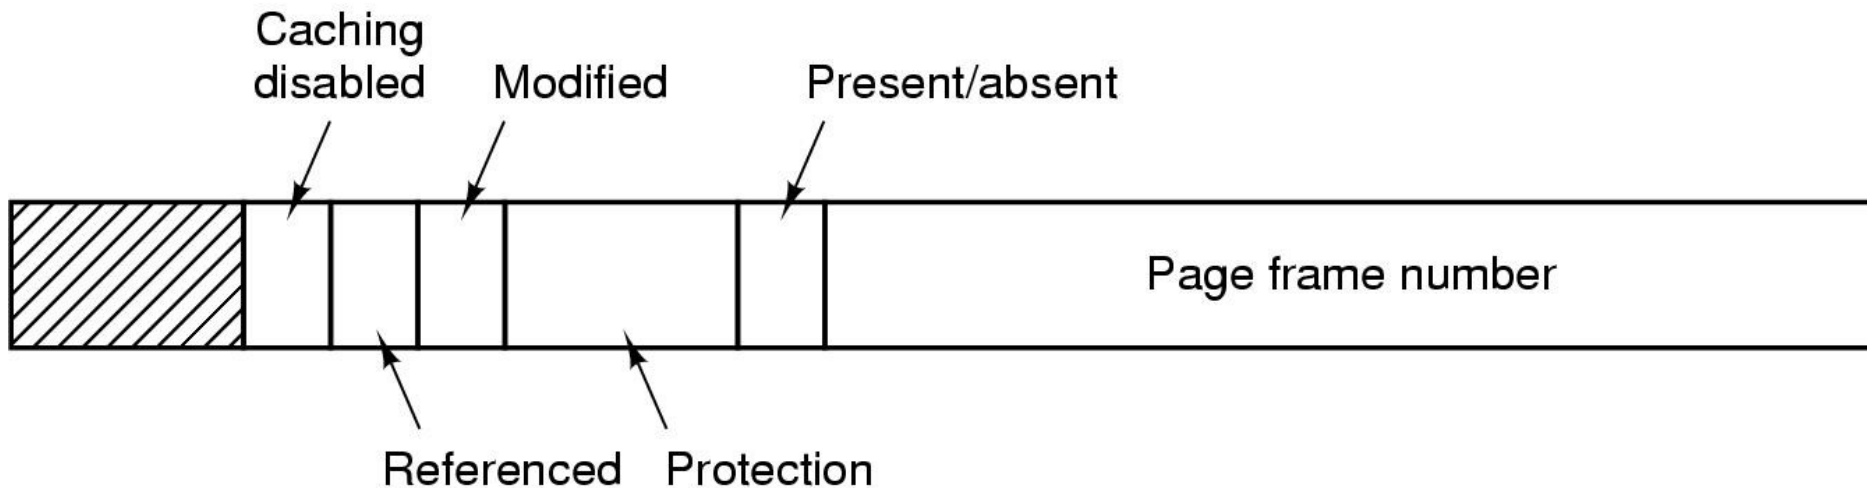 Caching
disabled
Modified
Present/absent
Page frame number
Referenced
Protection